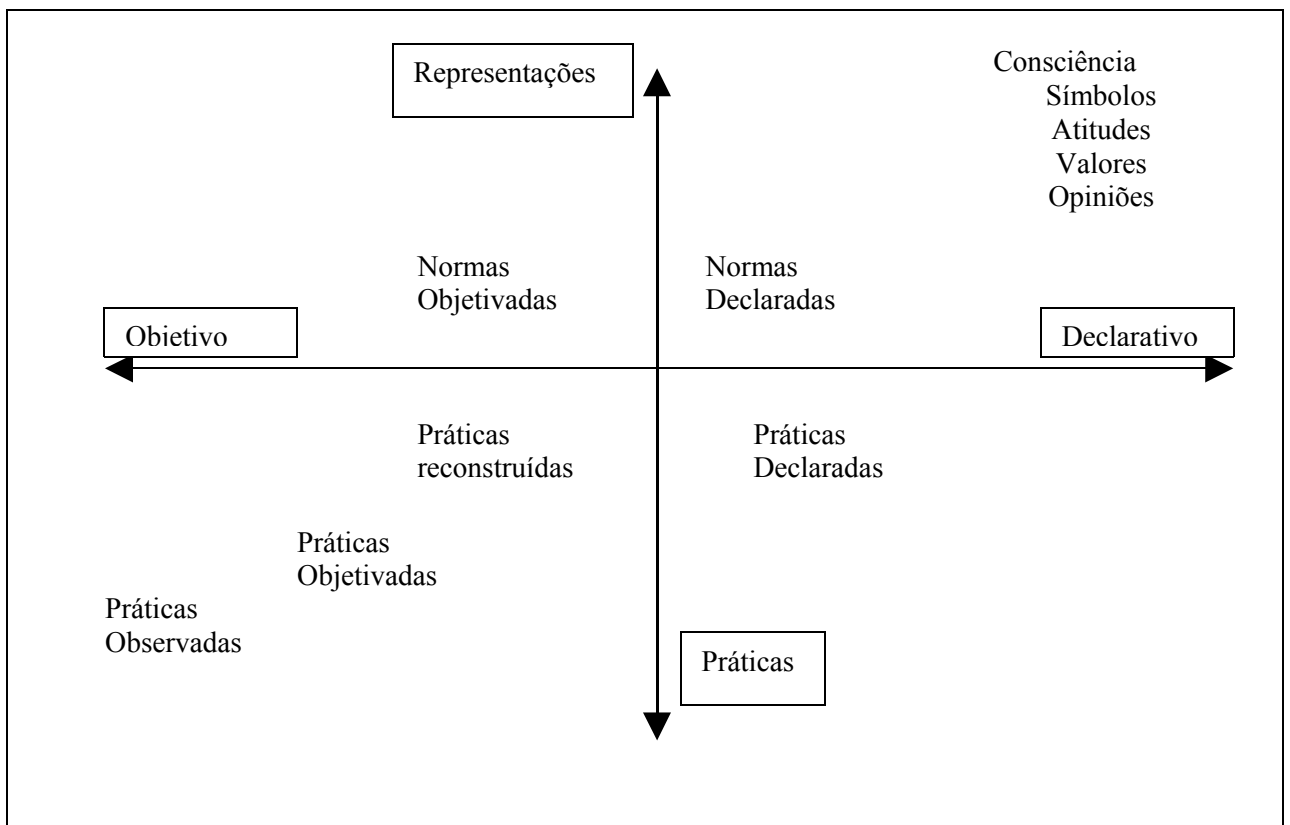 Representações
Consciência
Símbolos
Atitudes
Valores
Opiniões
Normas
Objetivadas
Normas
Declaradas
Objetivo
Declarativo
Práticas
reconstruídas
Práticas
Declaradas
Práticas
Objetivadas
Práticas
Observadas
Práticas